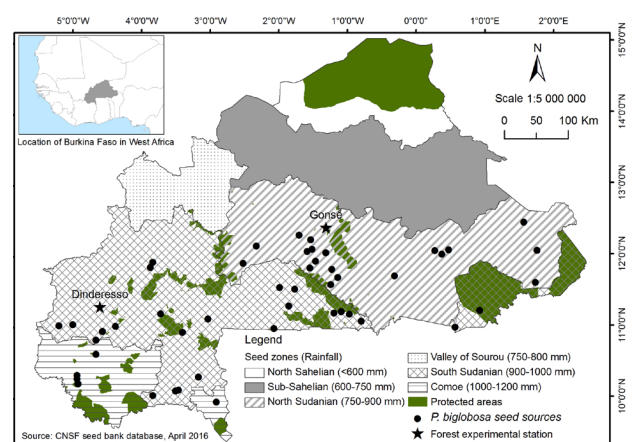 5°0'0"W
4°0'0"W
3°0'0"W
2°0'0"W
1°0'0"W
0°0'0"
1°0'0"E
2°0'0"E
15°0'0"N
14°0'0"N
13°0'0"N
12°0'0"N
11°0'0"N
10°0'0"N
N
Scale 1:5 000 000
0 50 100 Km
Location of Burkina Faso in West Africa
Gonsé
Dinderesso
Legend
Seed zones (Rainfall)
North Sahelian (<600 mm)
Sub-Sahelian (600-750 mm)
North Sudanian (750-900 mm)
Valley of Sourou (750-800 mm)
South Sudanian (900-1000 mm)
Comoe (1000-1200 mm)
Protected areas
P. biglobosa seed sources
Forest experimental station
Source: CNSF seed bank database, April 2016